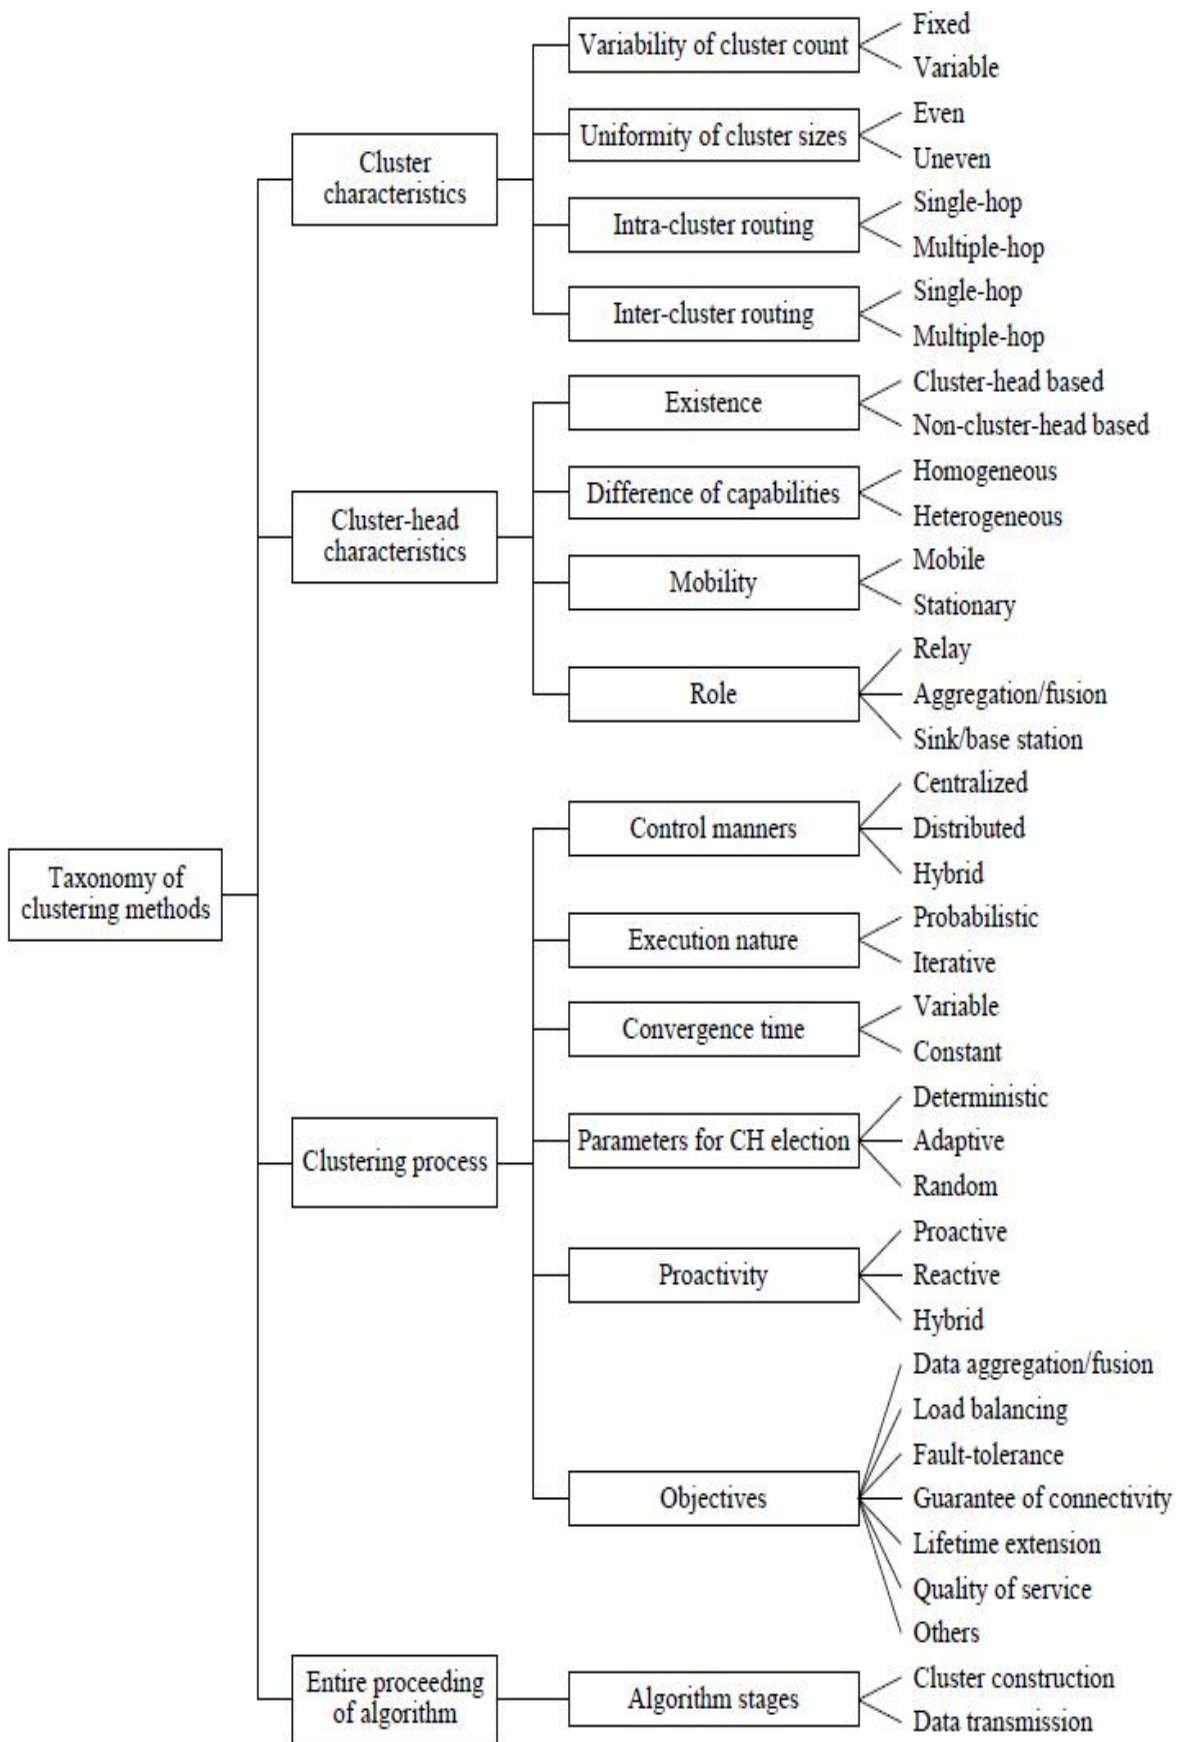 Taxonomy of
clustering methods
Cluster
characteristics
Variability of cluster count
Fixed
Variable
Uniformity of cluster sizes
Even
Uneven
Intra-cluster routing
Single-hop
Multiple-hop
Inter-cluster routing
Single-hop
Multiple-hop
Cluster-head
characteristics
Existence
Cluster-head based
Non-cluster-head based
Difference of capabilities
Homogeneous
Heterogeneous
Mobility
Mobile
Stationary
Role
Relay
Aggregation/fusion
Sink/base station
Clustering process
Control manners
Centralized
Distributed
Hybrid
Execution nature
Probabilistic
Iterative
Convergence time
Variable
Constant
Parameters for CH election
Deterministic
Adaptive
Random
Proactivity
Proactive
Reactive
Hybrid
Objectives
Data aggregation/fusion
Load balancing
Fault-tolerance
Guarantee of connectivity
Lifetime extension
Quality of service
Others
Entire proceeding
of algorithm
Algorithm stages
Cluster construction
Data transmission